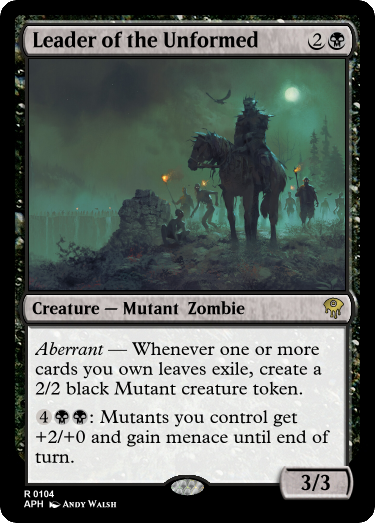 Leader of the Unformed 2
Creature — Mutant Zombie
Aberrant — Whenever one or more
cards you own leaves exile, create a
2/2 black Mutant creature token.
4: Mutants you control get
+2/+0 and gain menace until end of
turn.
3/3
R 0104
APH Andy Walsh